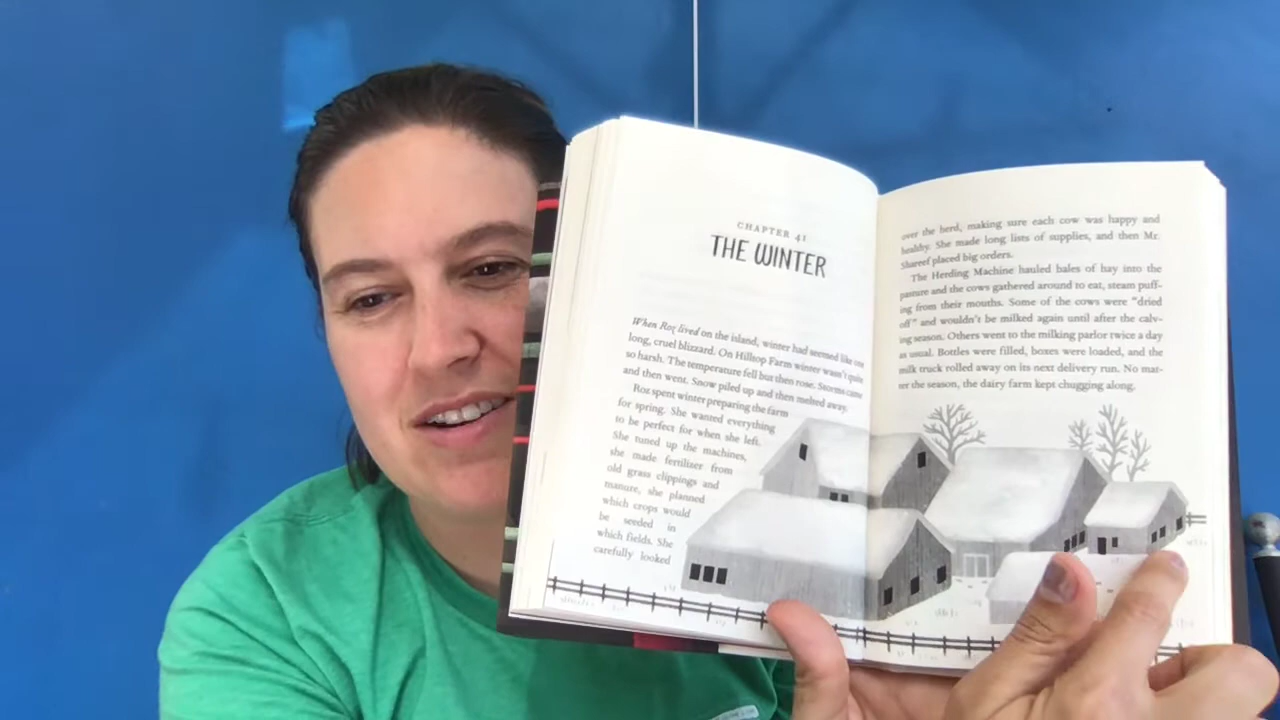 CHAPTER 41
THE WINTER
When Roz lived on the island, winter had seemed like one
long, cruel blizzard. On Hilltop Farm winter wasn't quite
so harsh. The temperature fell but then rose. Storms came
and then went. Snow piled up and then melted away.
Roz spent winter preparing the farm
for spring. She wanted everything
to be perfect for when she left.
She tuned up the machines,
she made fertilizer from
old grass clippings and
manure, she planned
which crops would
be seeded in
which fields. She
carefully looked
over the herd, making sure each cow was happy and
healthy. She made long lists of supplies, and then Mr.
Shareef placed big orders.
The Herding Machine hauled bales of hay into the
pasture and the cows gathered around to eat, steam puff-
ing from their mouths. Some of the cows were "dried
off" and wouldn't be milked again until after the calv-
ing season. Others went to the milking parlor twice a day
as usual. Bottles were filled, boxes were loaded, and the
milk truck rolled away on its next delivery run. No mat-
ter the season, the dairy farm kept chugging along.